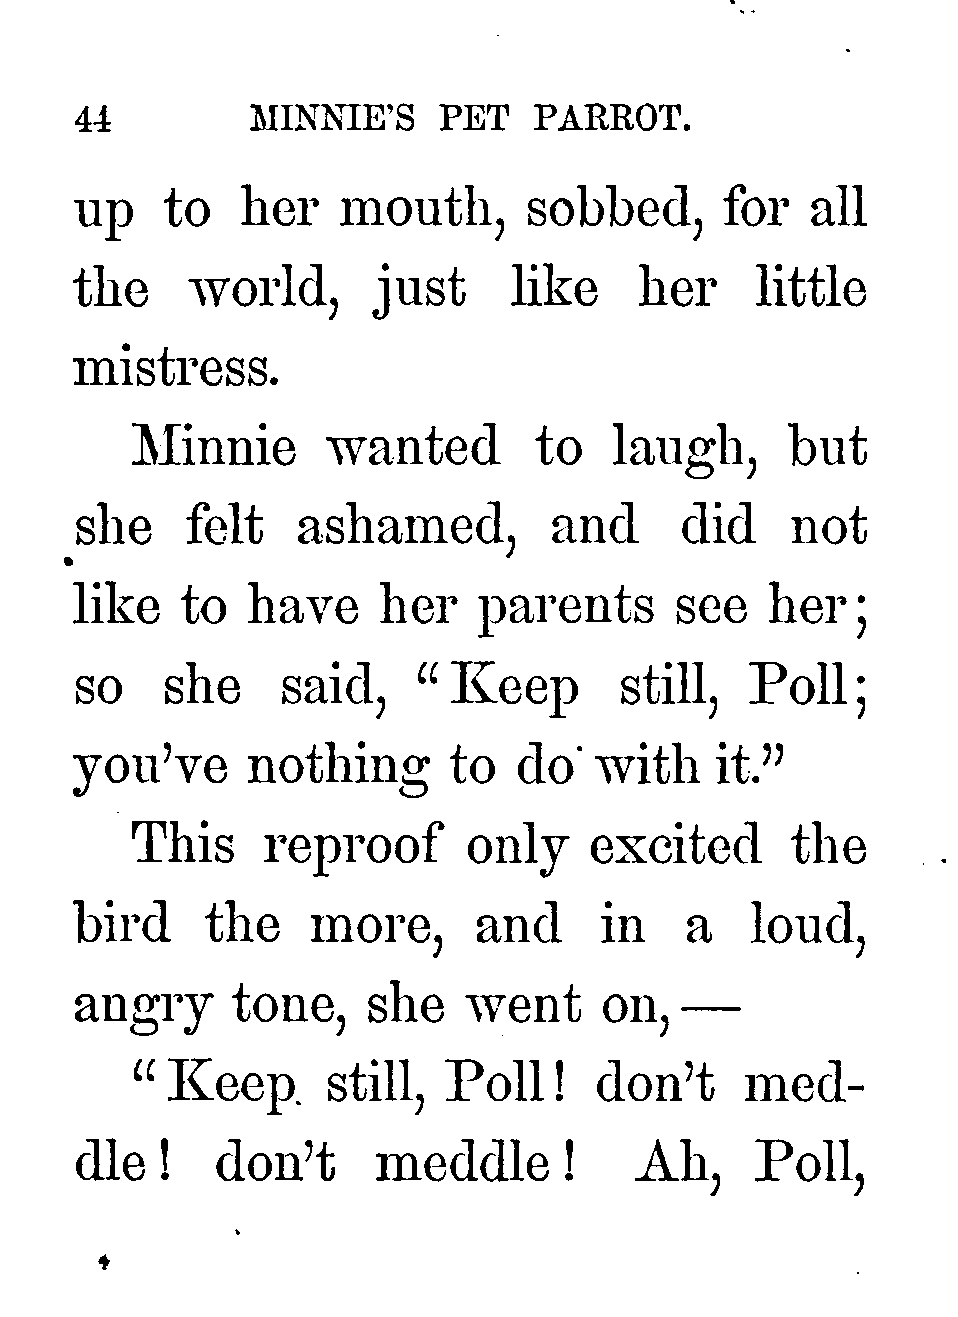 44 MINNIE'S PET PARROT.
up to her mouth, sobbed, for all
the world, just like her little
mistress.
Minnie wanted to laugh, but
she felt ashamed, and did not
like to have her parents see her;
so she said, “Keep still, Poll;
you've nothing to do with it.”
This reproof only excited the
bird the more, and in a loud,
angry tone, she went on,—
“Keep still, Poll! don't med-
dle! don't meddle! Ah, Poll,